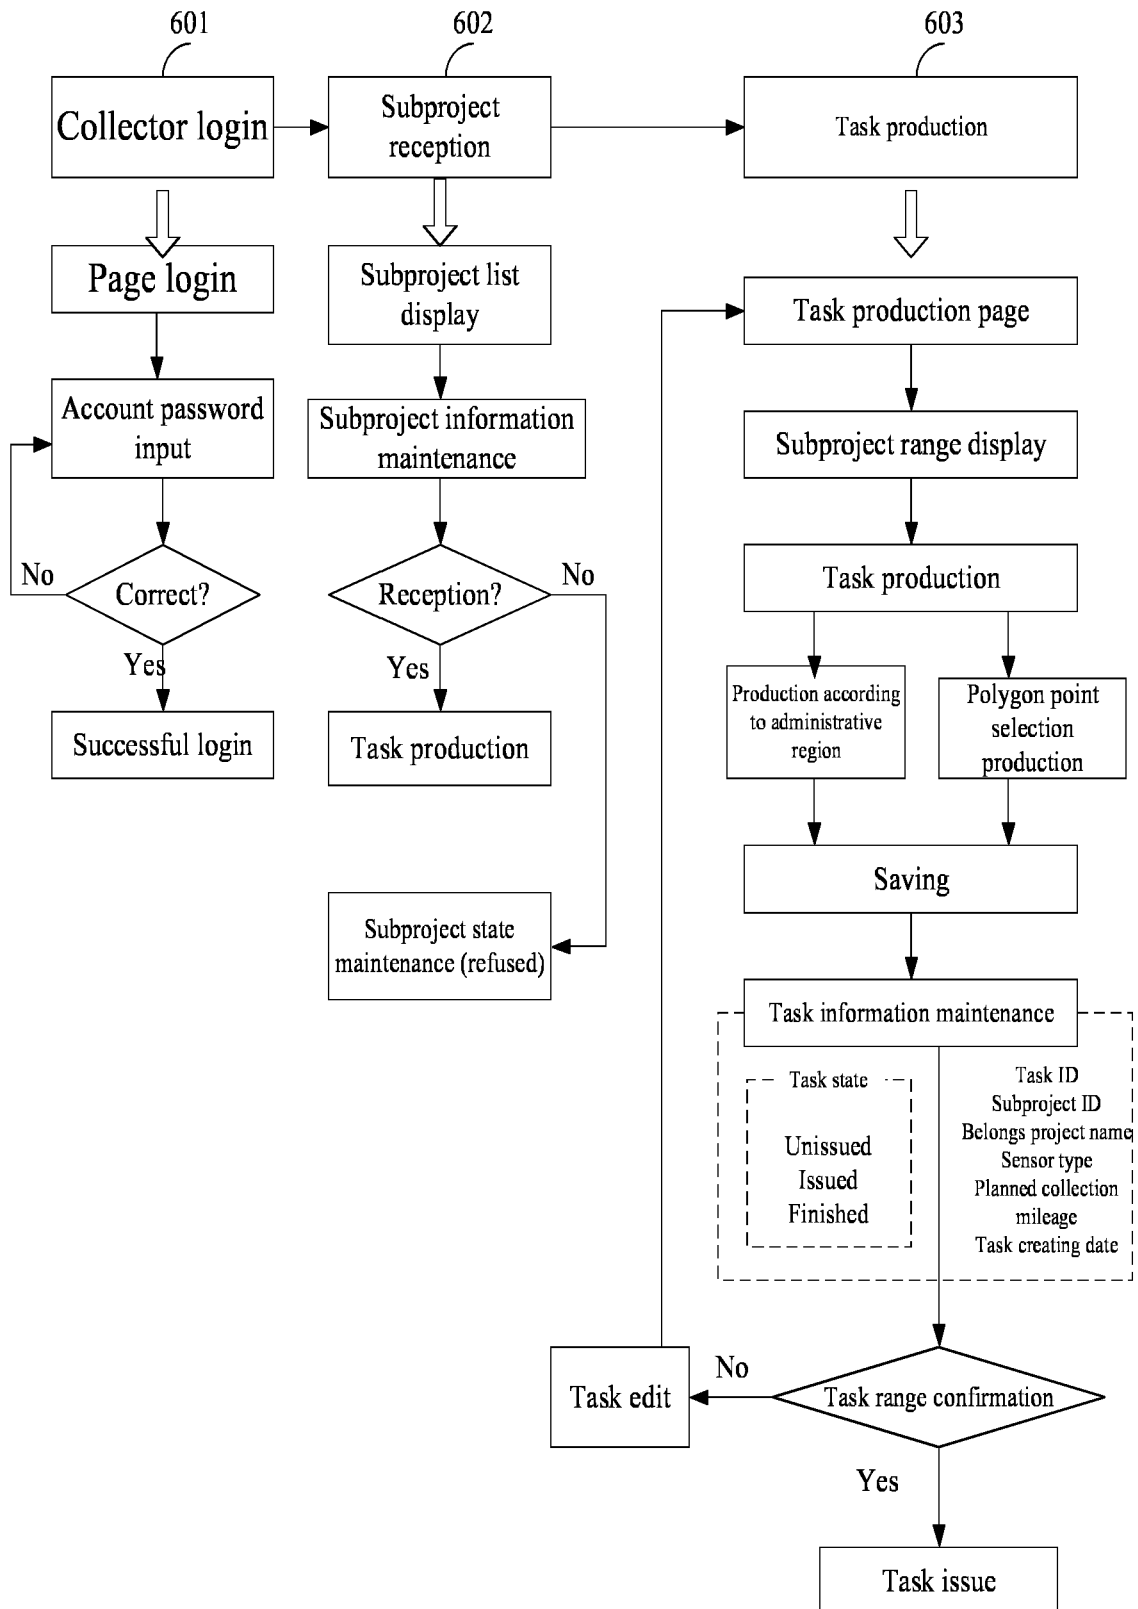 601
602
603
Collector login
Subproject
reception
Task production
Page login
Subproject list
display
Task production page
Account password
input
Subproject information
maintenance
Subproject range display
No
Correct?
Reception?
No
Task production
Yes
Yes
Production according
to administrative
region
Polygon point
selection
production
Successful login
Task production
Saving
Subproject state
maintenance (refused)
Task information maintenance
Task state
Unissued
Issued
Finished
Task ID
Subproject ID
Belongs project name
Sensor type
Planned collection
mileage
Task creating date
Task edit
No
Task range confirmation
Yes
Task issue